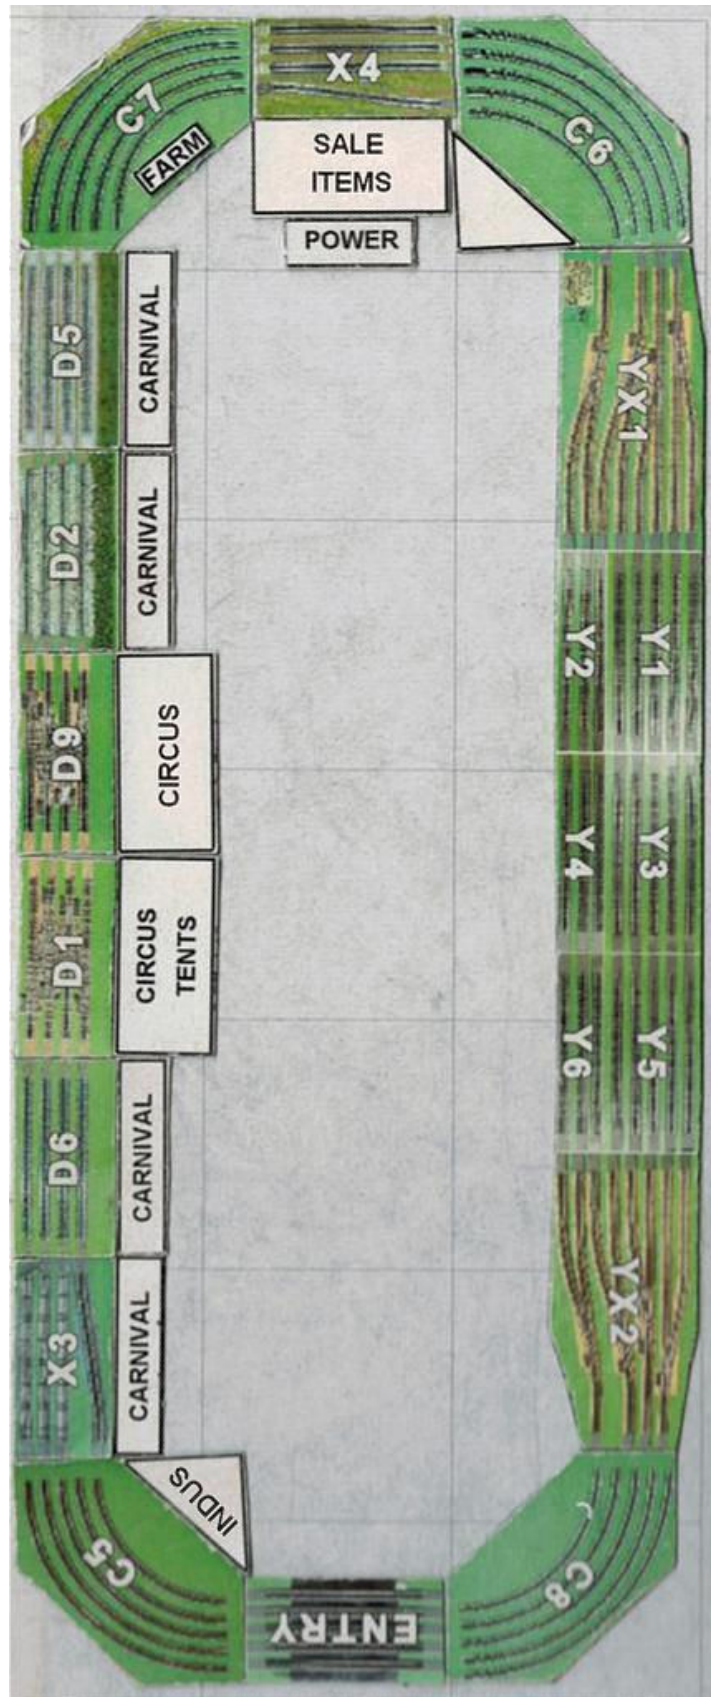 X4
C7
C6
FARM
SALE
ITEMS
POWER
D5
CARNIVAL
YX1
D2
CARNIVAL
Y2
Y1
D9
CIRCUS
Y4
Y3
D1
CIRCUS
TENTS
Y6
Y5
D6
CARNIVAL
YX2
X3
CARNIVAL
INDUS
C5
C8
ENTRY